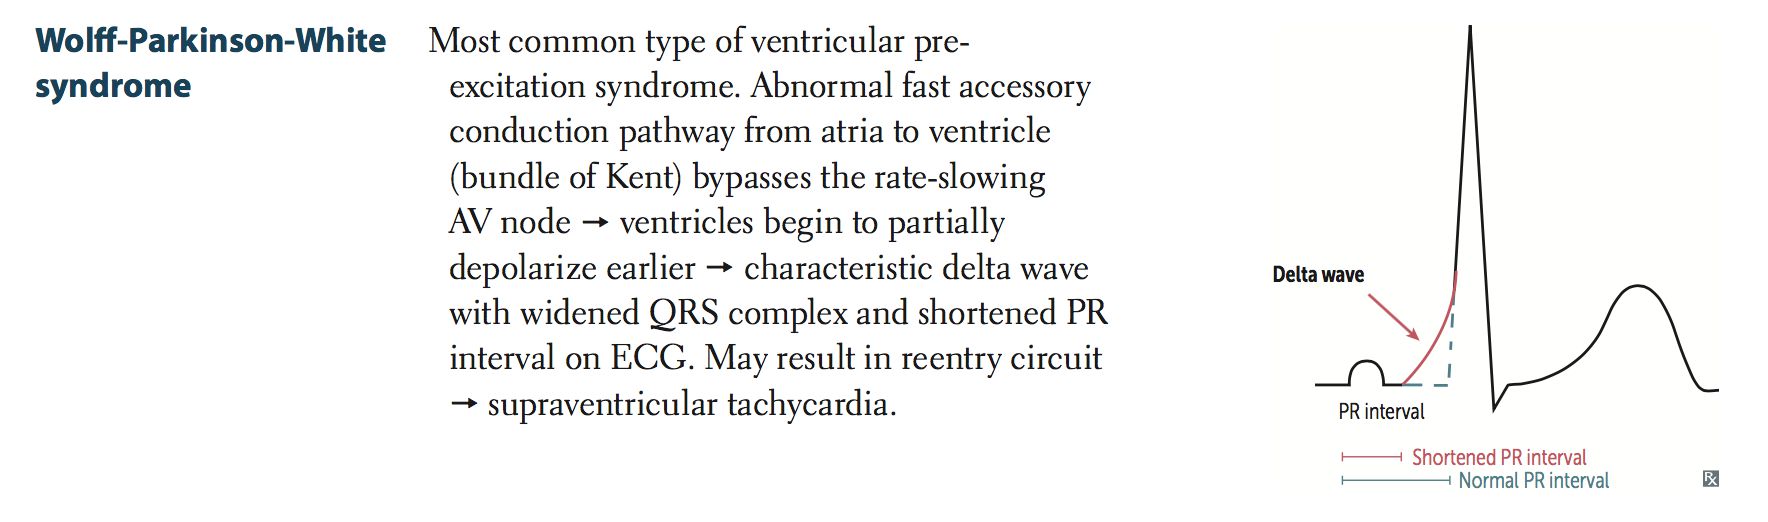 Wolff-Parkinson-White
syndrome
Most common type of ventricular pre-
excitation syndrome. Abnormal fast accessory
conduction pathway from atria to ventricle
(bundle of Kent) bypasses the rate-slowing
AV node → ventricles begin to partially
depolarize earlier → characteristic delta wave
with widened QRS complex and shortened PR
interval on ECG. May result in reentry circuit
→ supraventricular tachycardia.
Delta wave
PR interval
Shortened PR interval
Normal PR interval
Rx